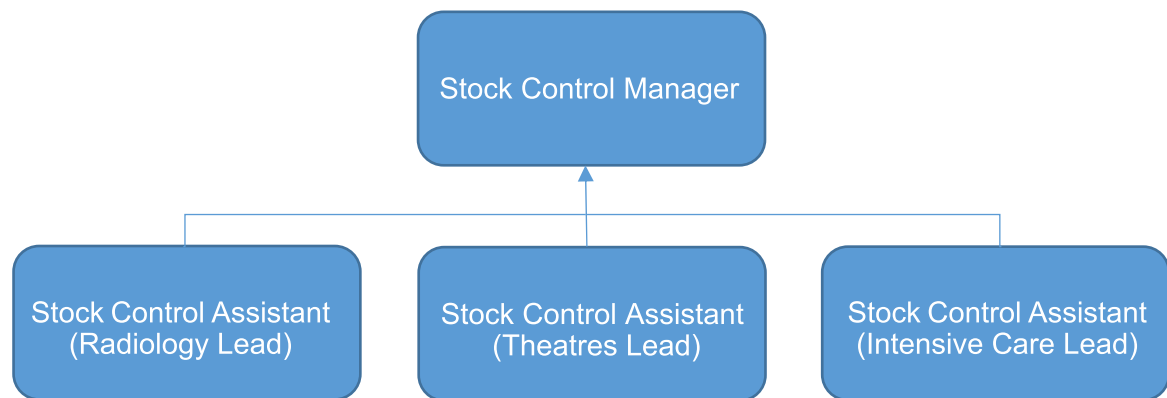 Stock Control Manager
Stock Control Assistant
(Radiology Lead)
Stock Control Assistant
(Theatres Lead)
Stock Control Assistant
(Intensive Care Lead)